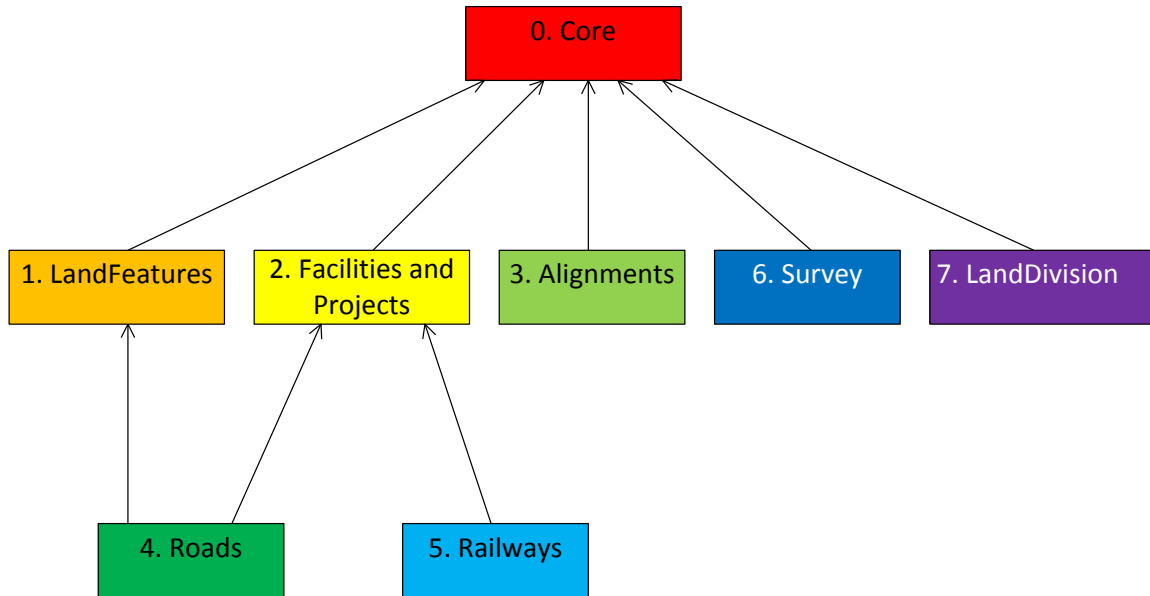 0. Core
1. LandFeatures
2. Facilities and
Projects
3. Alignments
6. Survey
7. LandDivision
4. Roads
5. Railways